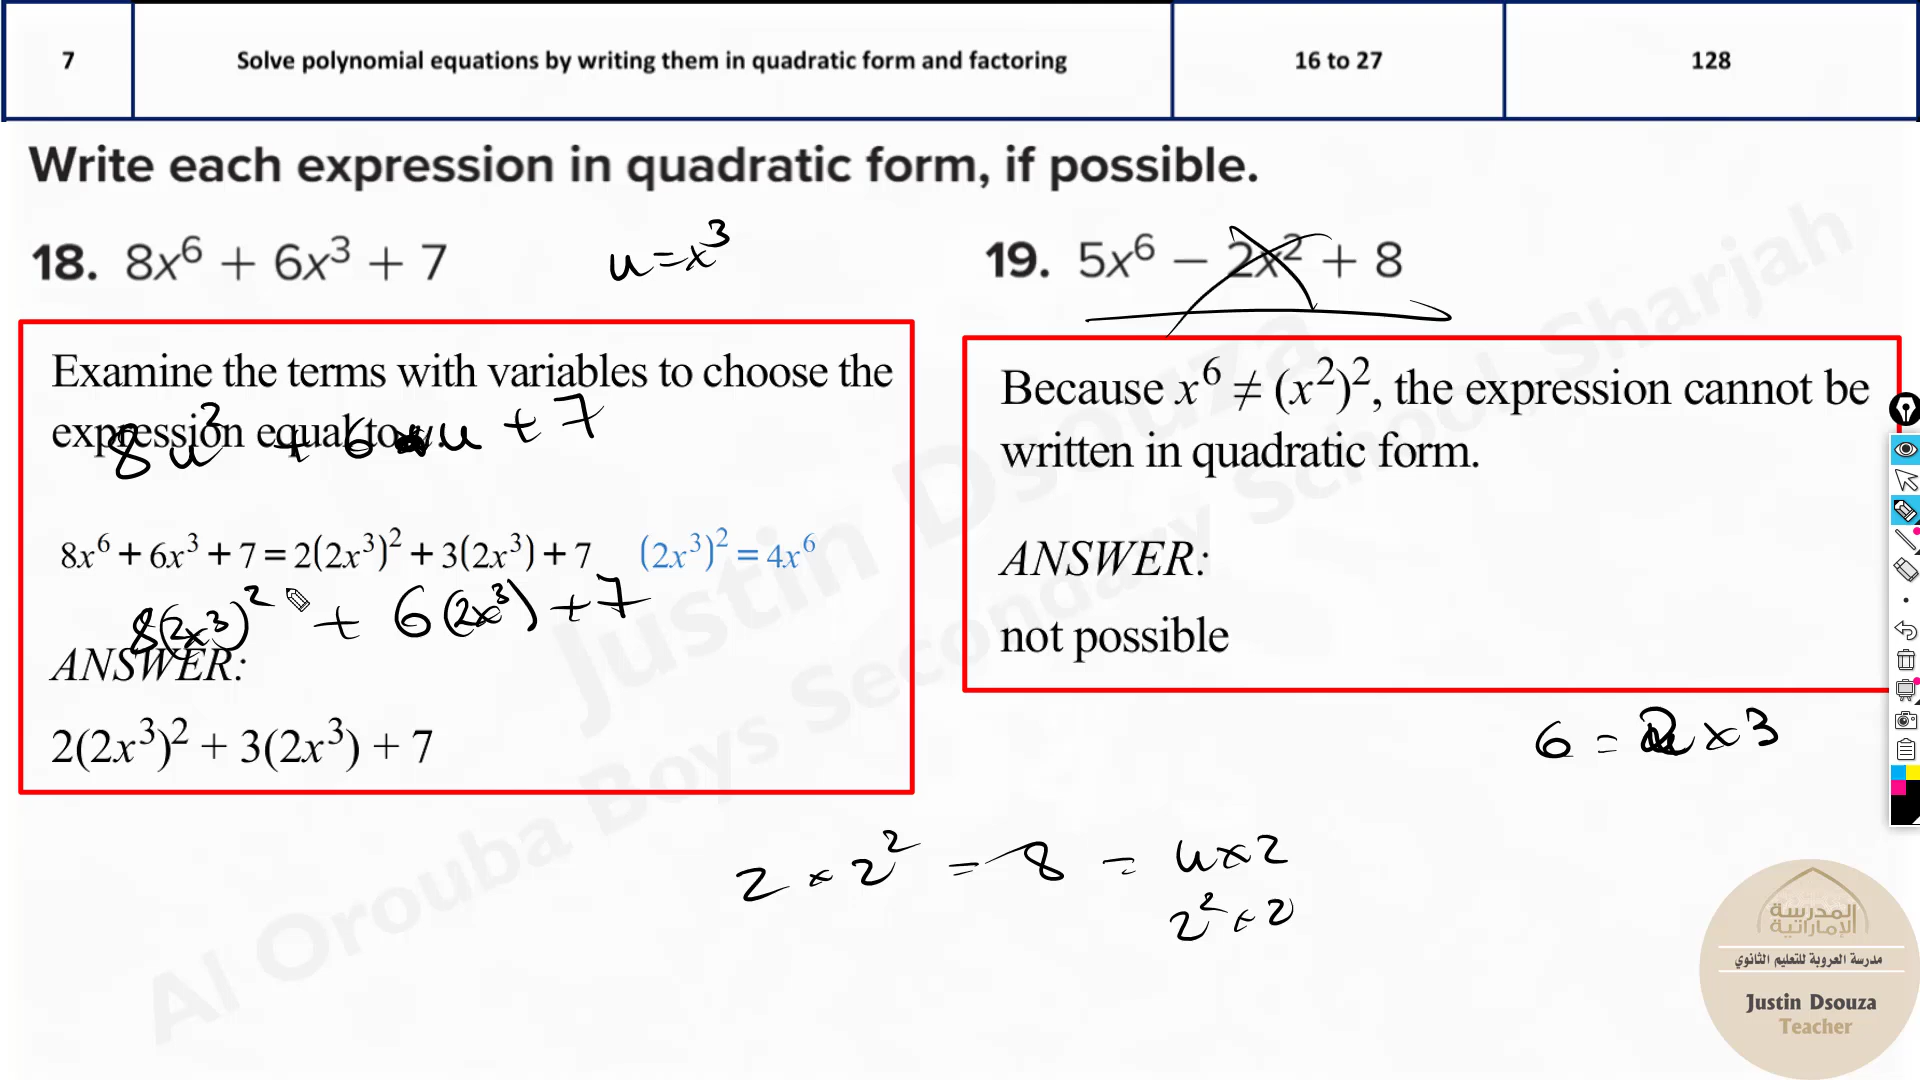 7 Solve polynomial equations by writing them in quadratic form and factoring 16 to 27 128
Write each expression in quadratic form, if possible.
18. 8x⁶ + 6x³ + 7
u = x³
19. 5x⁶ − 2x² + 8
Examine the terms with variables to choose the
expression equal to u.
8u² + 6u + 7
8x⁶ + 6x³ + 7 = 2(2x³)² + 3(2x³) + 7 (2x³)² = 4x⁶
8(2x³)² + 6(2x³) + 7
ANSWER:
2(2x³)² + 3(2x³) + 7
Because x⁶ ≠ (x²)², the expression cannot be
written in quadratic form.
ANSWER:
not possible
6 = 2 × 3
2 × 2² = 8 = 4 × 2
2² × 2
Justin Dsouza
Al Orouba Boys Secondary School Sharjah
المدرسة
الإماراتية
مدرسة العروبة للتعليم الثانوي
Justin Dsouza
Teacher